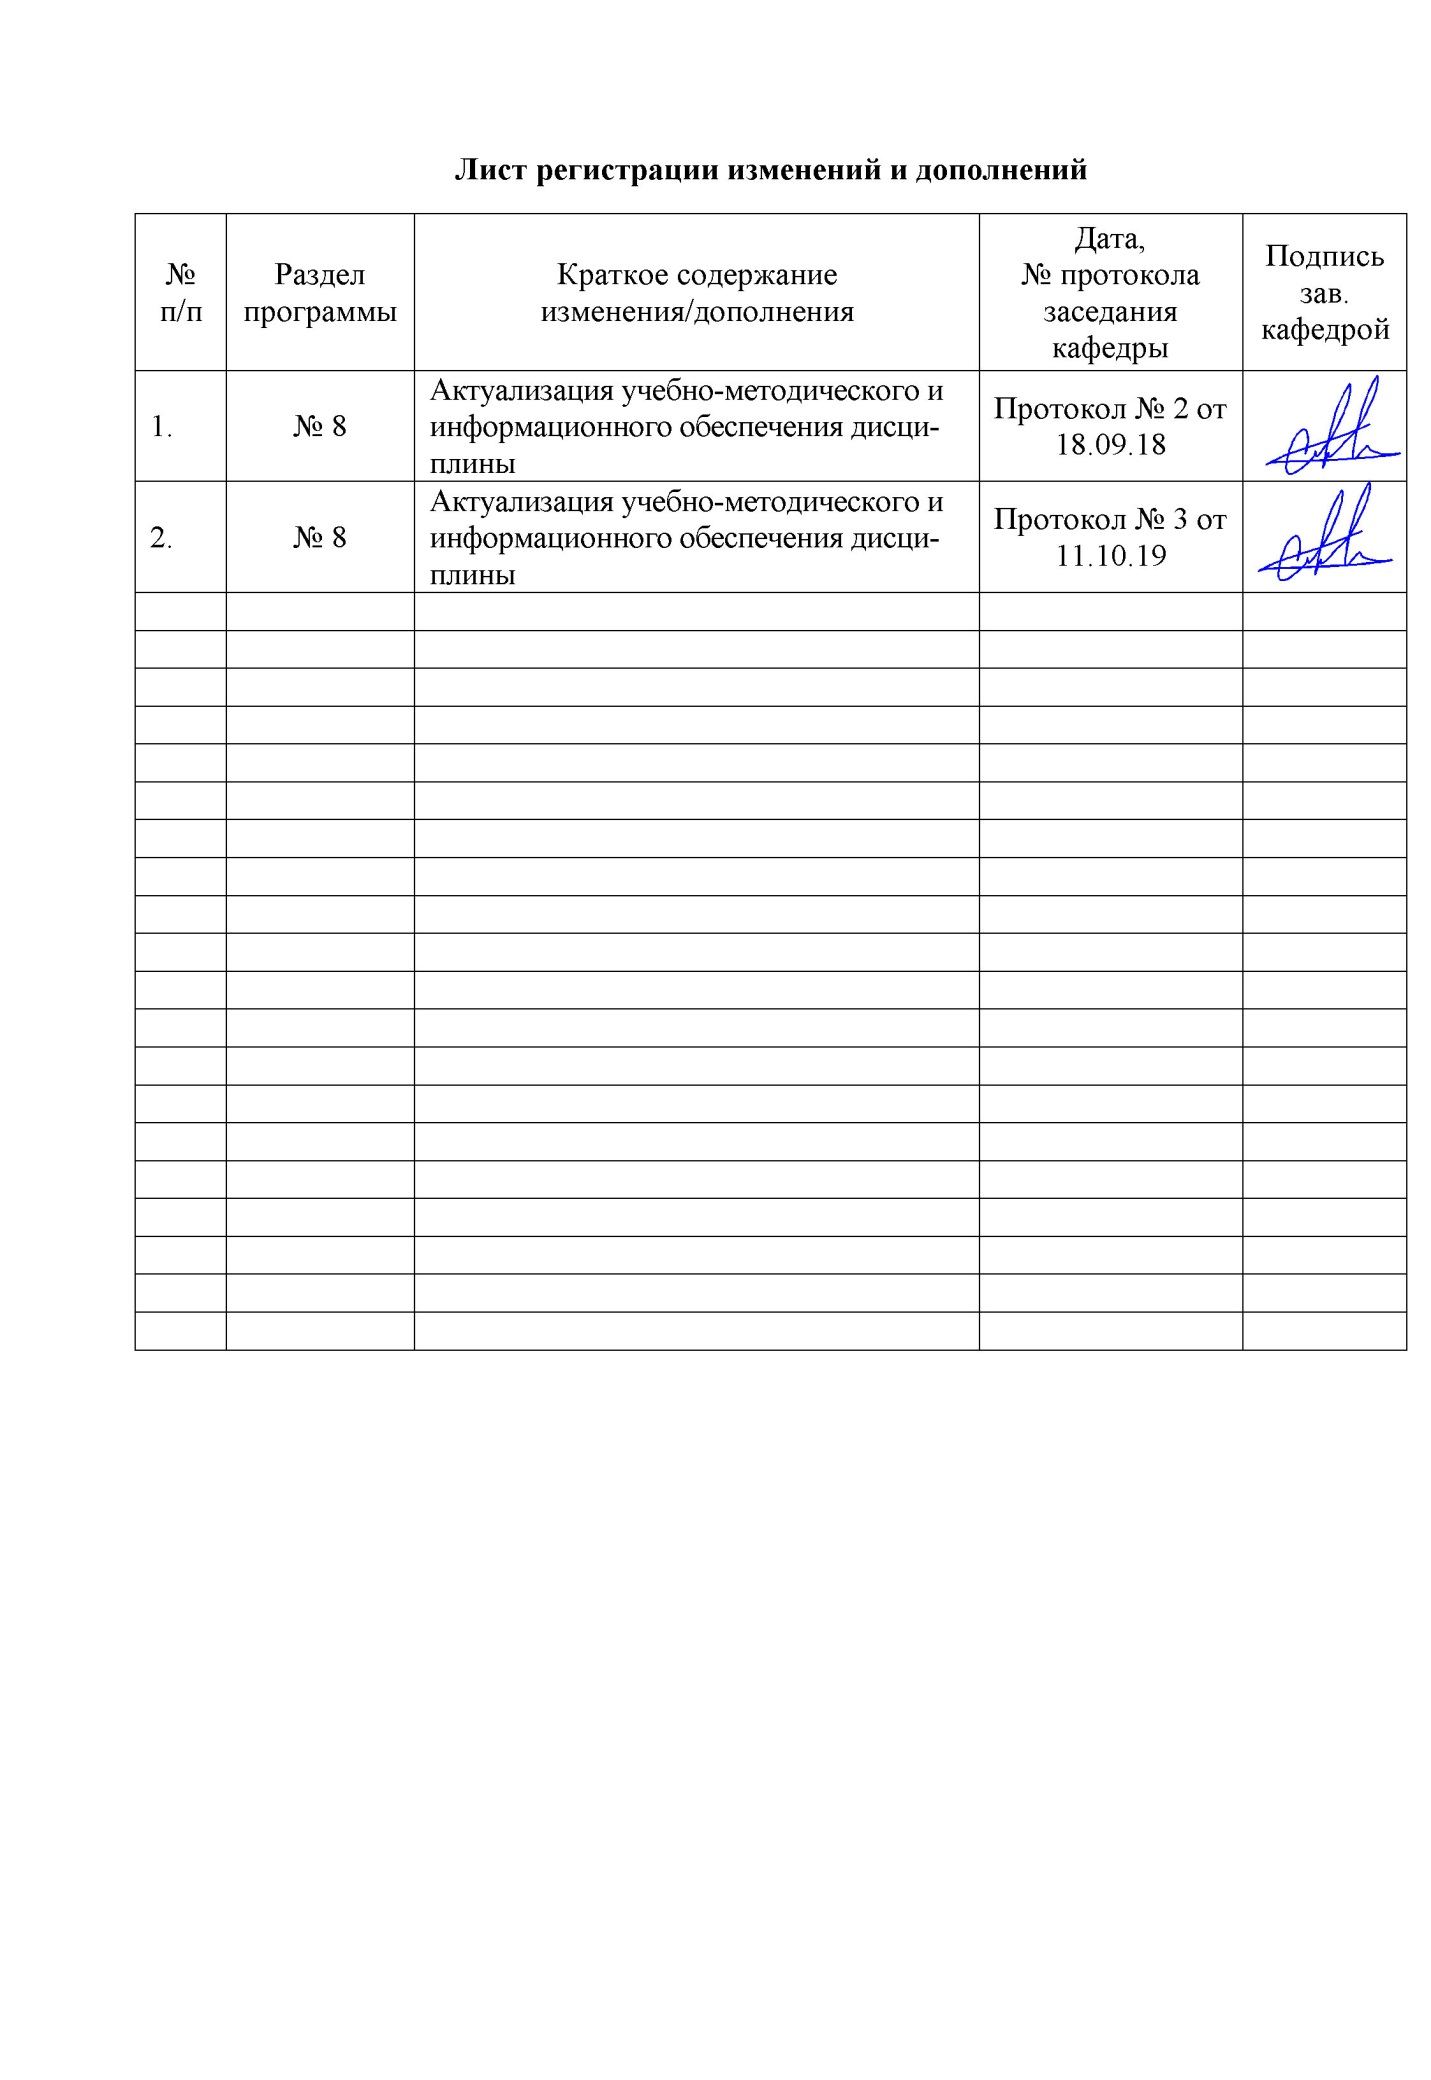 Лист регистрации изменений и дополнений
№
п/п
Раздел
программы
Краткое содержание
изменения/дополнения
Дата,
№ протокола
заседания
кафедры
Подпись
зав.
кафедрой
1.
№ 8
Актуализация учебно-методического и
информационного обеспечения дисци-
плины
Протокол № 2 от
18.09.18
2.
№ 8
Актуализация учебно-методического и
информационного обеспечения дисци-
плины
Протокол № 3 от
11.10.19